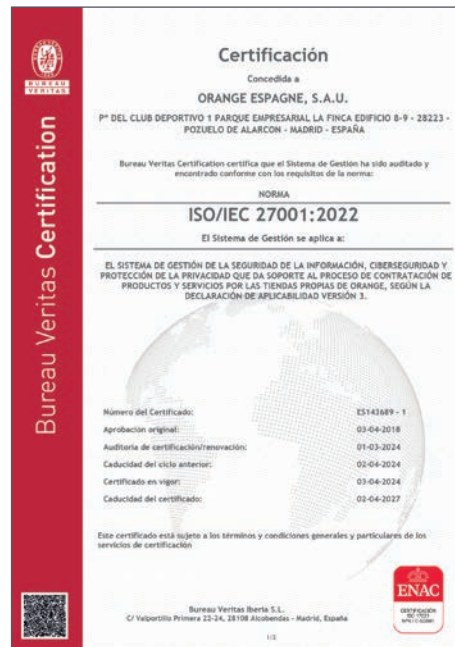 BUREAU
VERITAS
Bureau Veritas Certification
Certificación
Concedida a
ORANGE ESPAGNE, S.A.U.
Pº DEL CLUB DEPORTIVO 1 PARQUE EMPRESARIAL LA FINCA EDIFICIO 8-9 - 28223 -
POZUELO DE ALARCON - MADRID - ESPAÑA
Bureau Veritas Certification certifica que el Sistema de Gestión ha sido auditado y
encontrado conforme con los requisitos de la norma:
NORMA
ISO/IEC 27001:2022
El Sistema de Gestión se aplica a:
EL SISTEMA DE GESTIÓN DE LA SEGURIDAD DE LA INFORMACIÓN, CIBERSEGURIDAD Y
PROTECCIÓN DE LA PRIVACIDAD QUE DA SOPORTE AL PROCESO DE CONTRATACIÓN DE
PRODUCTOS Y SERVICIOS POR LAS TIENDAS PROPIAS DE ORANGE, SEGÚN LA
DECLARACIÓN DE APLICABILIDAD VERSIÓN 3.
Número del Certificado: ES143689 - 1
Aprobación original: 03-04-2018
Auditoría de certificación/renovación: 01-03-2024
Caducidad del ciclo anterior: 02-04-2024
Certificado en vigor: 03-04-2024
Caducidad del certificado: 02-04-2027
Este certificado está sujeto a los términos y condiciones generales y particulares de los
servicios de certificación
Bureau Veritas Iberia S.L.
C/ Valportillo Primera 22-24, 28108 Alcobendas - Madrid, España
ENAC
CERTIFICACIÓN